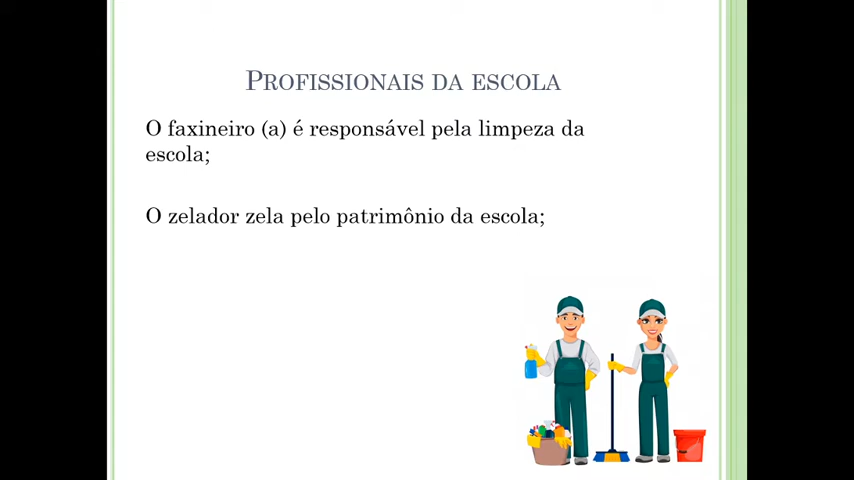 Profissionais da escola
O faxineiro (a) é responsável pela limpeza da
escola;
O zelador zela pelo patrimônio da escola;